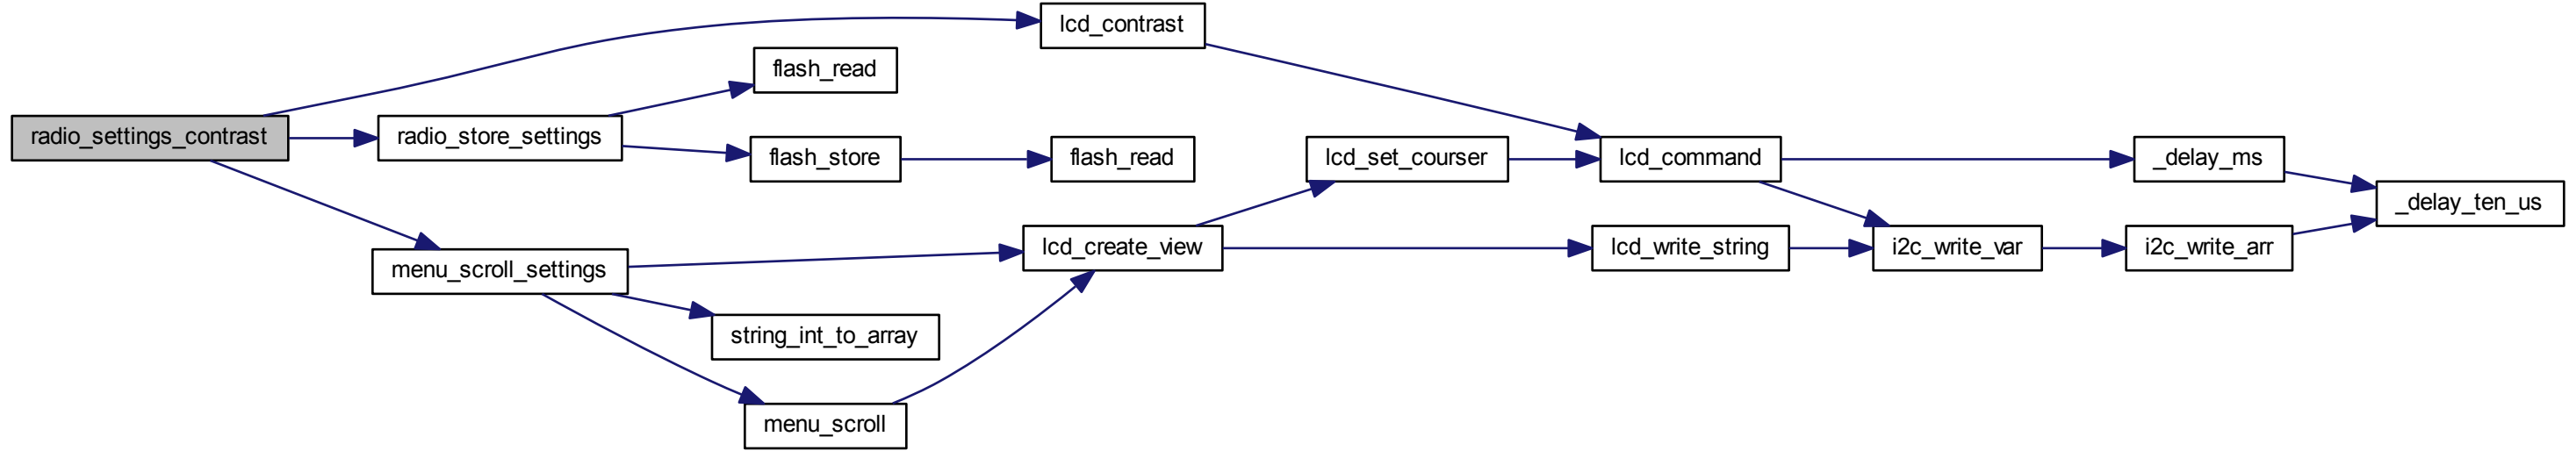 lcd_contrast
flash_read
radio_settings_contrast
radio_store_settings
flash_store
flash_read
lcd_set_courser
lcd_command
_delay_ms
_delay_ten_us
menu_scroll_settings
lcd_create_view
lcd_write_string
i2c_write_var
i2c_write_arr
string_int_to_array
menu_scroll